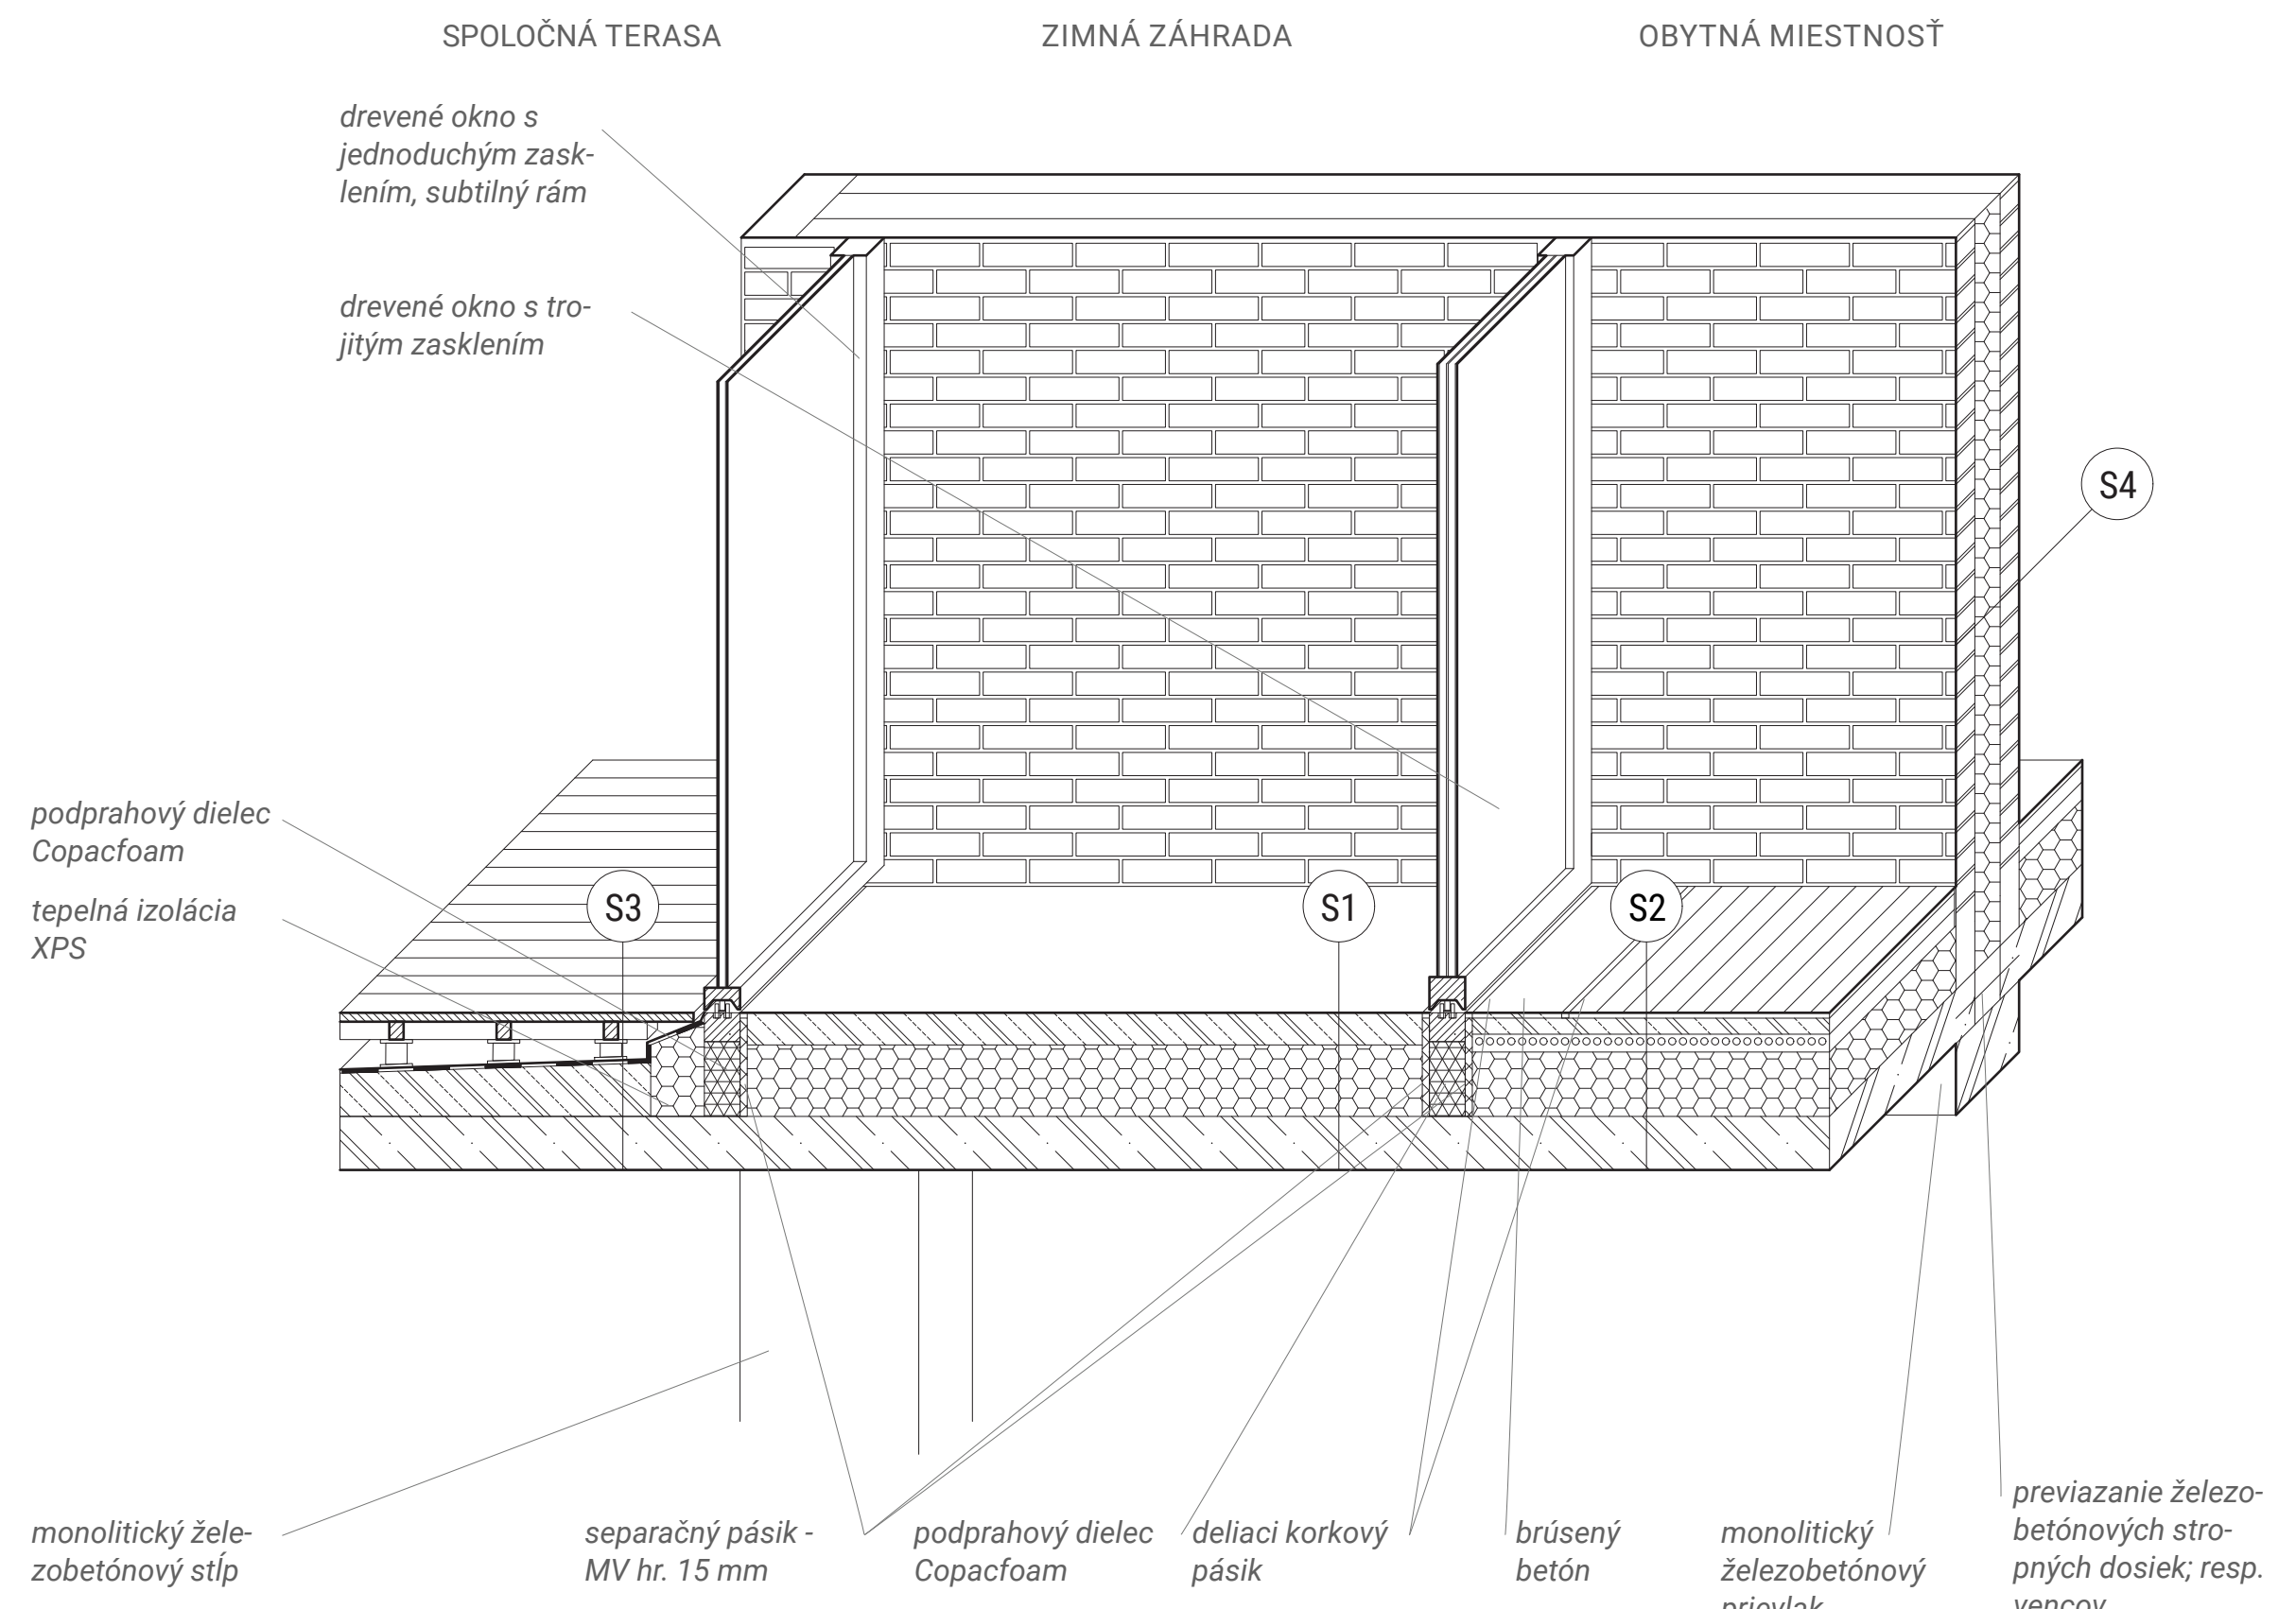 SPOLOČNÁ TERASA
ZIMNÁ ZÁHRADA
OBYTNÁ MIESTNOSŤ
drevené okno s
jednoduchým zask-
lením, subtilný rám
drevené okno s tro-
jitým zasklením
S4
podprahový dielec
Copacfoam
tepelná izolácia
XPS
S3
S1
S2
monolitický žele-
zobetónový stĺp
separačný pásik -
MV hr. 15 mm
podprahový dielec
Copacfoam
deliaci korkový
pásik
brúsený
betón
monolitický
železobetónový
prievlak
previazanie železo-
betónových stro-
pných dosiek; resp.
vencov